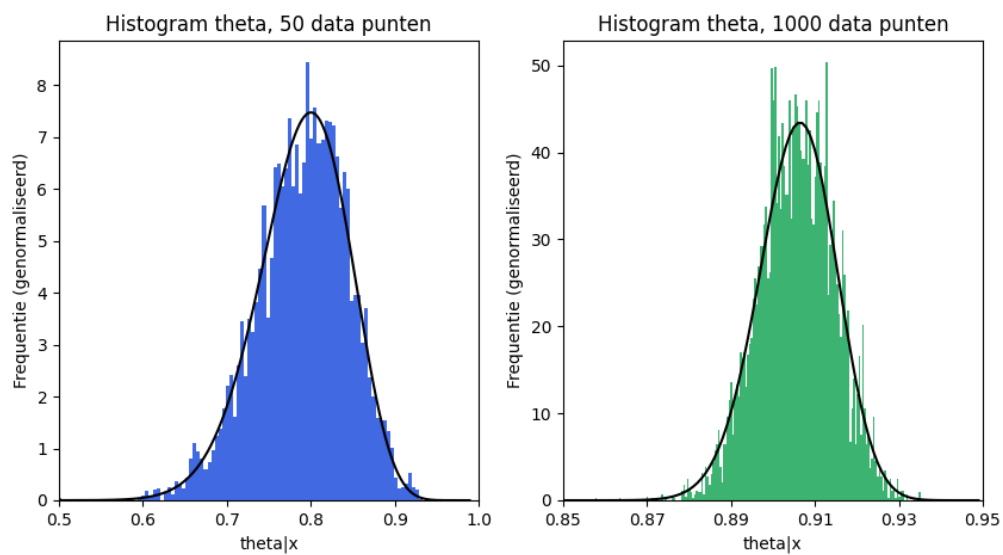 Histogram theta, 50 data punten
Frequentie (genormaliseerd)
8
7
6
5
4
3
2
1
0
0.5 0.6 0.7 0.8 0.9 1.0
theta|x
Histogram theta, 1000 data punten
Frequentie (genormaliseerd)
50
40
30
20
10
0
0.85 0.87 0.89 0.91 0.93 0.95
theta|x